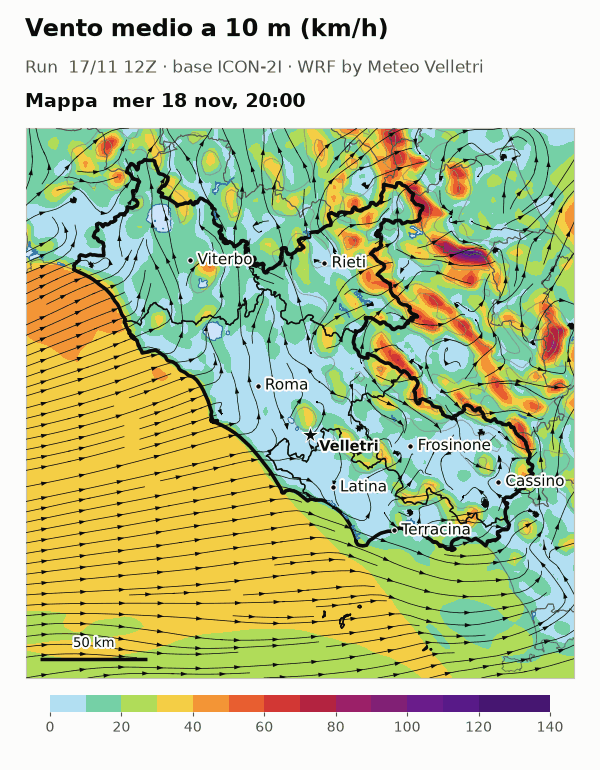 Vento medio a 10 m (km/h)
Run  17/11 12Z · base ICON-2I · WRF by Meteo Velletri
Mappa  mer 18 nov, 20:00
Viterbo
Rieti
Roma
Velletri
Frosinone
Latina
Cassino
Terracina
50 km
0 20 40 60 80 100 120 140